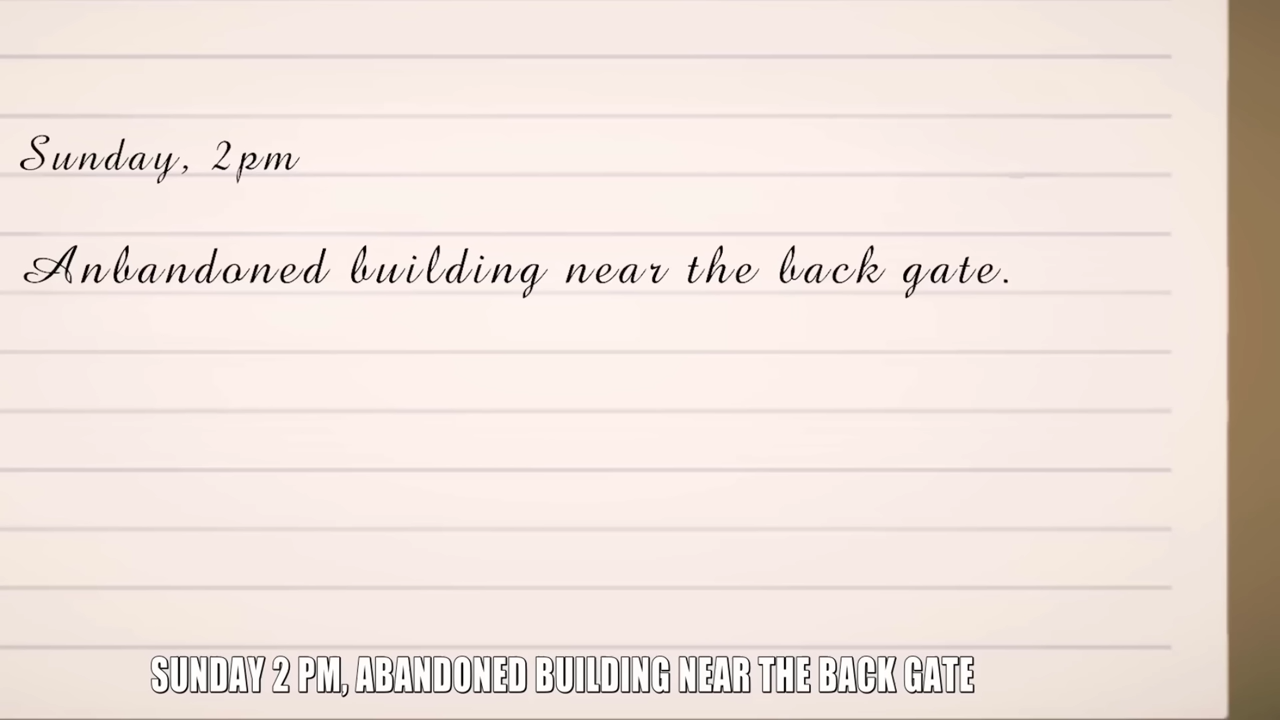 Sunday, 2pm
Anbandoned building near the back gate.
SUNDAY 2 PM, ABANDONED BUILDING NEAR THE BACK GATE